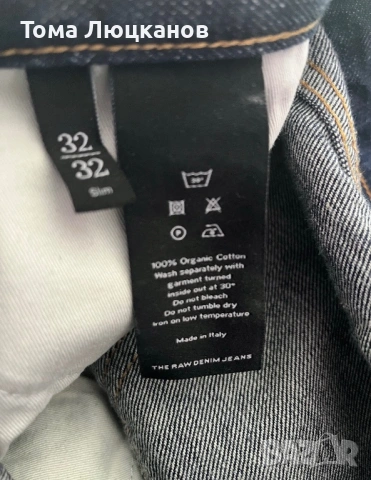 Тома Люцканов
32
32
Slim
30°
P
100% Organic Cotton
Wash separately with
garment turned
inside out at 30°
Do not bleach
Do not tumble dry
Iron on low temperature
Made in Italy
THE RAW DENIM JEANS
BAZAR